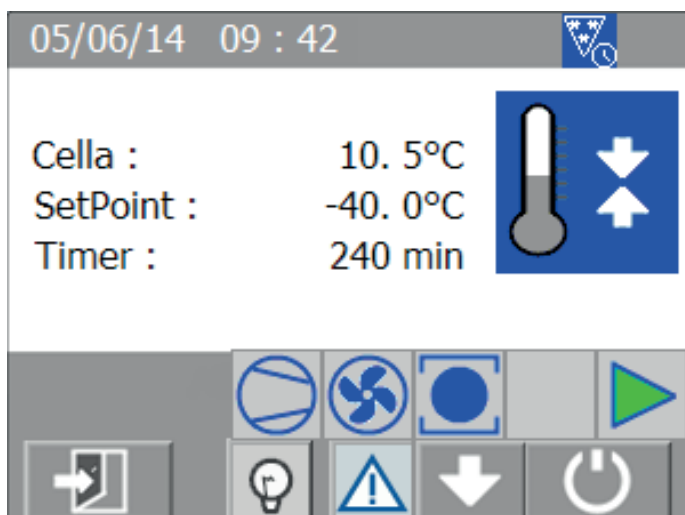 05/06/14 09 : 42
Cella : 10. 5°C
SetPoint : -40. 0°C
Timer : 240 min